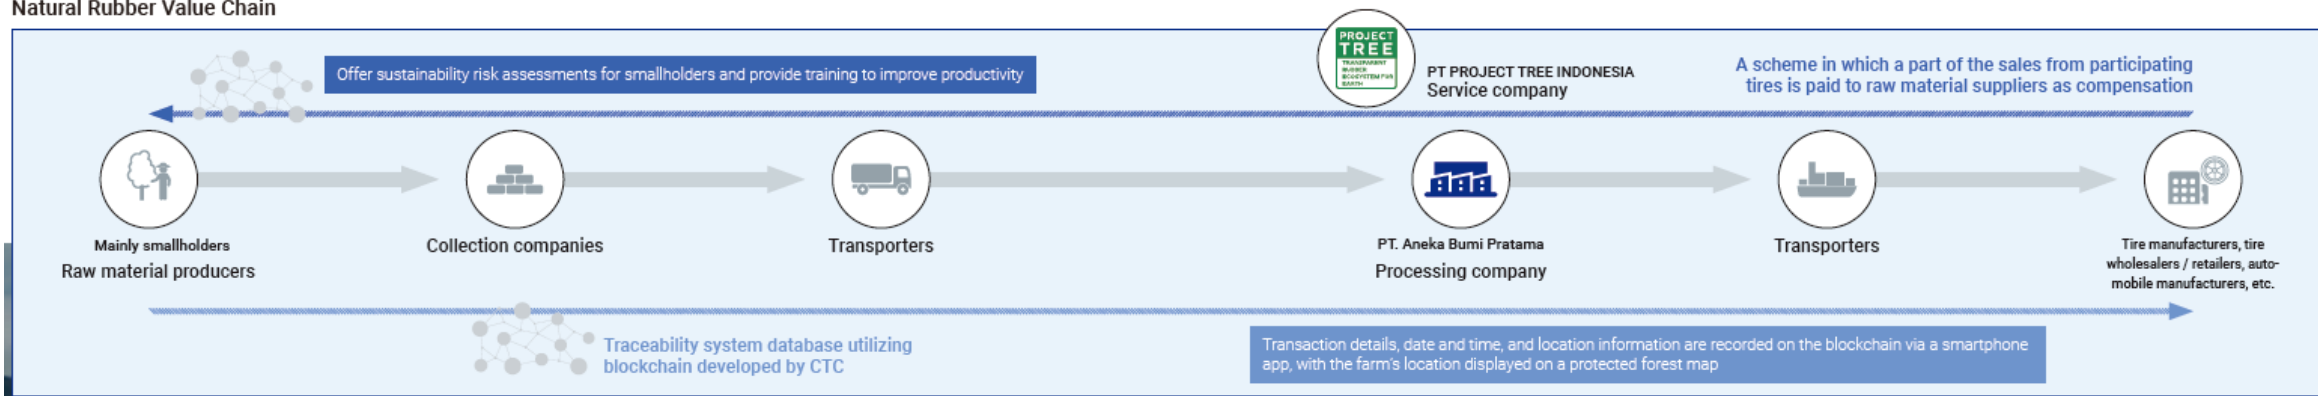 Natural Rubber Value Chain
Offer sustainability risk assessments for smallholders and provide training to improve productivity
PROJECT
TREE
TRANSPARENT
RUBBER
ECOSYSTEM FOR
EARTH
PT PROJECT TREE INDONESIA
Service company
A scheme in which a part of the sales from participating
tires is paid to raw material suppliers as compensation
Mainly smallholders
Raw material producers
Collection companies
Transporters
PT. Aneka Bumi Pratama
Processing company
Transporters
Tire manufacturers, tire
wholesalers / retailers, auto-
mobile manufacturers, etc.
Traceability system database utilizing
blockchain developed by CTC
Transaction details, date and time, and location information are recorded on the blockchain via a smartphone
app, with the farm's location displayed on a protected forest map